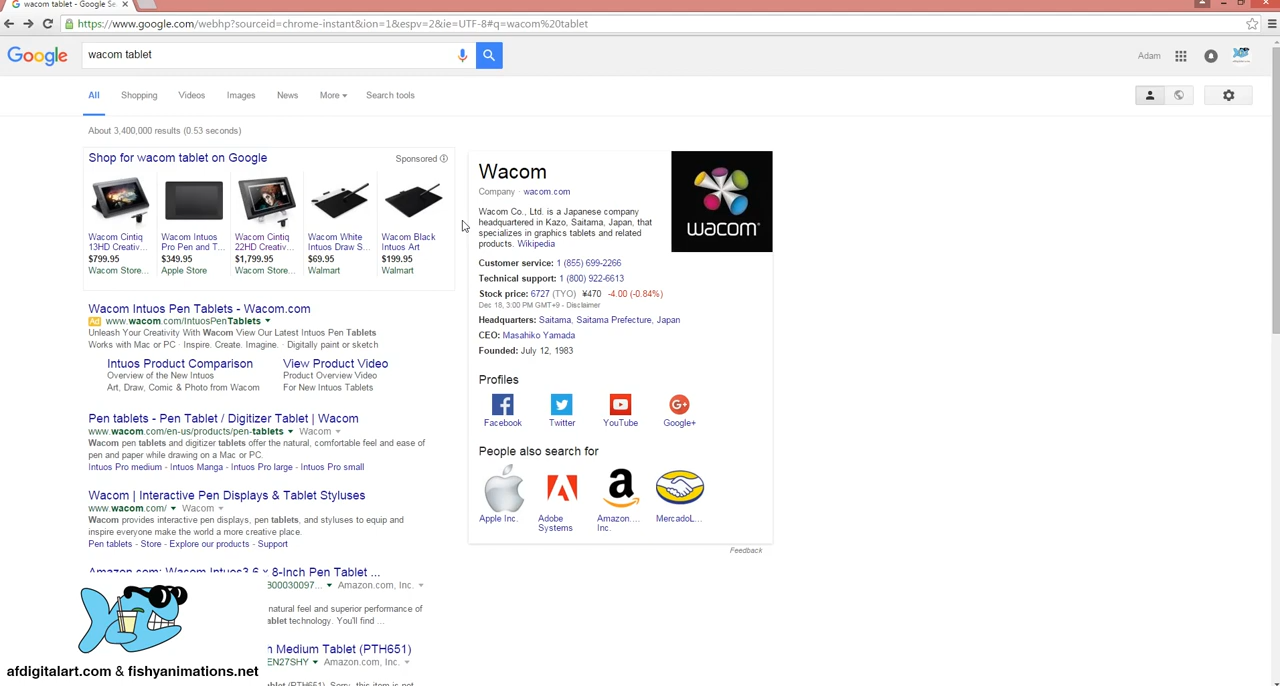 wacom tablet - Google Se
https://www.google.com/webhp?sourceid=chrome-instant&ion=1&espv=2&ie=UTF-8#q=wacom%20tablet
Google
wacom tablet
Adam
All
Shopping
Videos
Images
News
More
Search tools
About 3,400,000 results (0.53 seconds)
Shop for wacom tablet on Google
Sponsored
Wacom Cintiq
13HD Creativ...
$799.95
Wacom Store...
Wacom Intuos
Pro Pen and T...
$349.95
Apple Store
Wacom Cintiq
22HD Creativ...
$1,799.95
Wacom Store...
Wacom White
Intuos Draw S...
$69.95
Walmart
Wacom Black
Intuos Art
$199.95
Walmart
Wacom Intuos Pen Tablets - Wacom.com
Ad www.wacom.com/IntuosPenTablets
Unleash Your Creativity With Wacom View Our Latest Intuos Pen Tablets
Works with Mac or PC · Inspire. Create. Imagine. · Digitally paint or sketch
Intuos Product Comparison
Overview of the New Intuos
Art, Draw, Comic & Photo from Wacom
View Product Video
Product Overview Video
For New Intuos Tablets
Pen tablets - Pen Tablet / Digitizer Tablet | Wacom
www.wacom.com/en-us/products/pen-tablets Wacom
Wacom pen tablets and digitizer tablets offer the natural, comfortable feel and ease of
pen and paper while drawing on a Mac or PC.
Intuos Pro medium - Intuos Manga - Intuos Pro large - Intuos Pro small
Wacom | Interactive Pen Displays & Tablet Styluses
www.wacom.com/ Wacom
Wacom provides interactive pen displays, pen tablets, and styluses to equip and
inspire everyone make the world a more creative place.
Pen tablets - Store - Explore our products - Support
Amazon.com: Wacom Intuos3 6 x 8-Inch Pen Tablet ...
300030097... Amazon.com, Inc.
natural feel and superior performance of
ablet technology. You'll find ...
n Medium Tablet (PTH651)
EN27SHY Amazon.com, Inc.
Tablet (PTH651). Sorry, this item is not
afdigitalart.com & fishyanimations.net
Wacom
Company · wacom.com
wacom
Wacom Co., Ltd. is a Japanese company
headquartered in Kazo, Saitama, Japan, that
specializes in graphics tablets and related
products. Wikipedia
Customer service: 1 (855) 699-2266
Technical support: 1 (800) 922-6613
Stock price: 6727 (TYO) ¥470 -4.00 (-0.84%)
Dec 18, 3:00 PM GMT+9 - Disclaimer
Headquarters: Saitama, Saitama Prefecture, Japan
CEO: Masahiko Yamada
Founded: July 12, 1983
Profiles
Facebook
Twitter
YouTube
Google+
People also search for
Apple Inc.
Adobe
Systems
Amazon....
Inc.
MercadoL...
Feedback